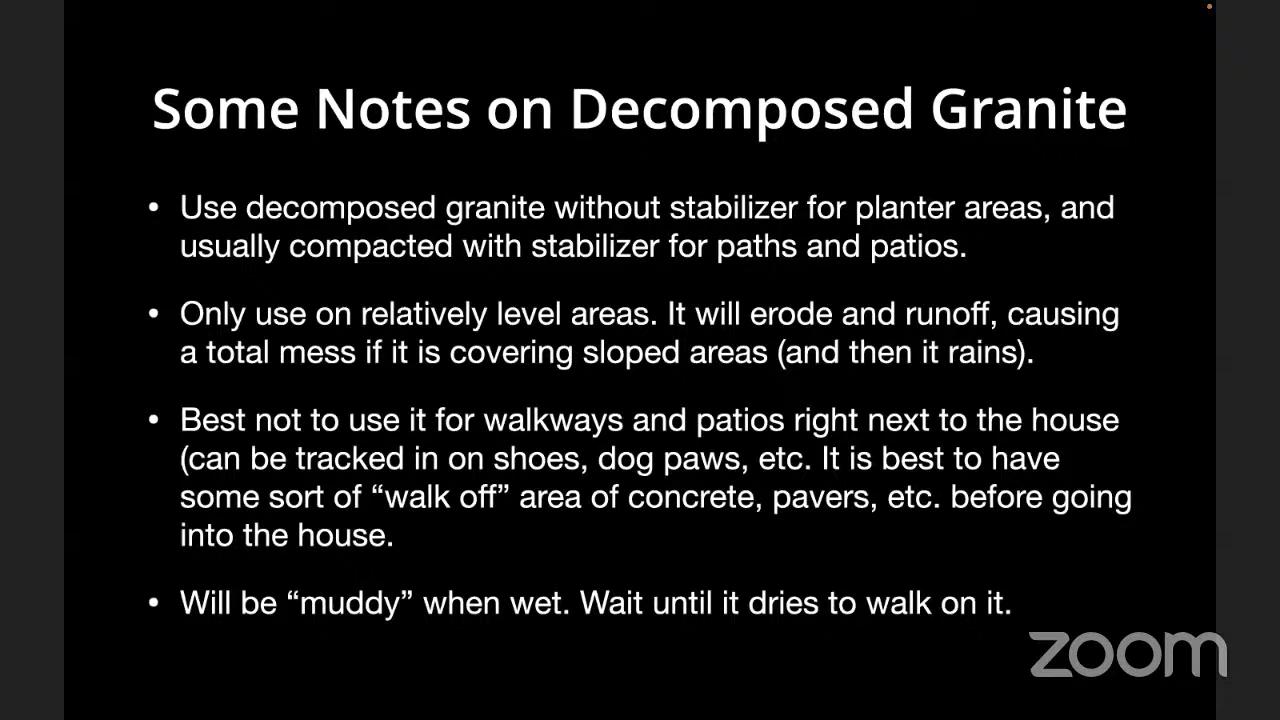 Some Notes on Decomposed Granite
• Use decomposed granite without stabilizer for planter areas, and
usually compacted with stabilizer for paths and patios.
• Only use on relatively level areas. It will erode and runoff, causing
a total mess if it is covering sloped areas (and then it rains).
• Best not to use it for walkways and patios right next to the house
(can be tracked in on shoes, dog paws, etc. It is best to have
some sort of “walk off” area of concrete, pavers, etc. before going
into the house.
• Will be “muddy” when wet. Wait until it dries to walk on it.
zoom